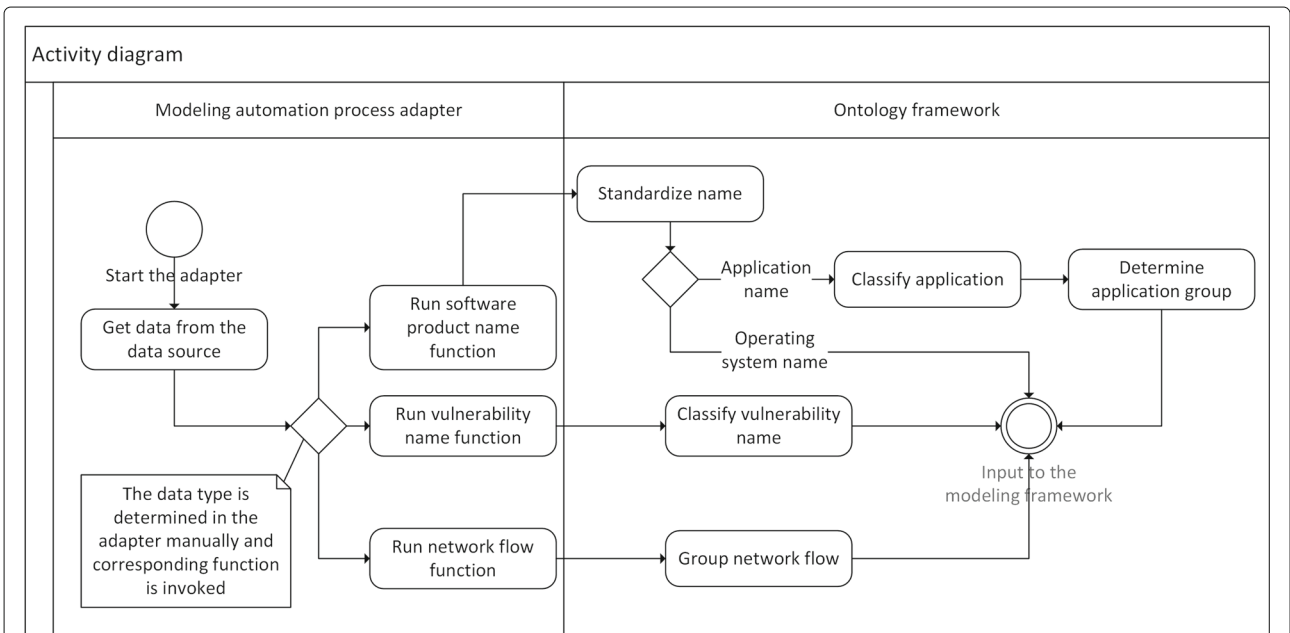 Activity diagram
Modeling automation process adapter
Ontology framework
Start the adapter
Get data from the
data source
Run software
product name
function
Run vulnerability
name function
Run network flow
function
The data type is
determined in the
adapter manually and
corresponding function
is invoked
Standardize name
Application
name
Classify application
Determine
application group
Operating
system name
Classify vulnerability
name
Input to the
modeling framework
Group network flow